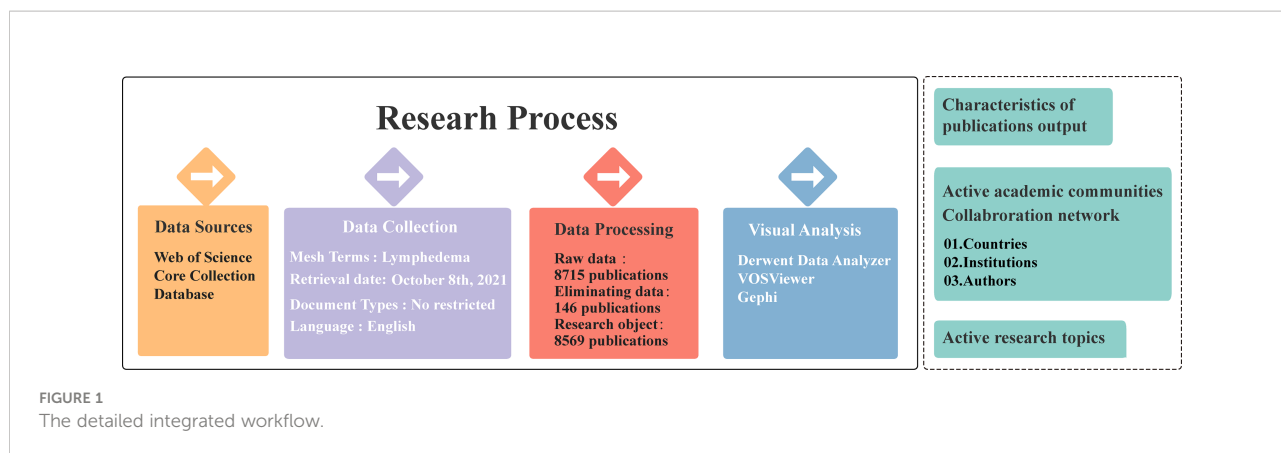 Researh Process
Data Sources
Web of Science
Core Collection
Database
Data Collection
Mesh Terms : Lymphedema
Retrieval date: October 8th, 2021
Document Types : No restricted
Language : English
Data Processing
Raw data :
8715 publications
Eliminating data:
146 publications
Research object:
8569 publications
Visual Analysis
Derwent Data Analyzer
VOSViewer
Gephi
Characteristics of
publications output
Active academic communities
Collabroration network
01.Countries
02.Institutions
03.Authors
Active research topics
FIGURE 1
The detailed integrated workflow.